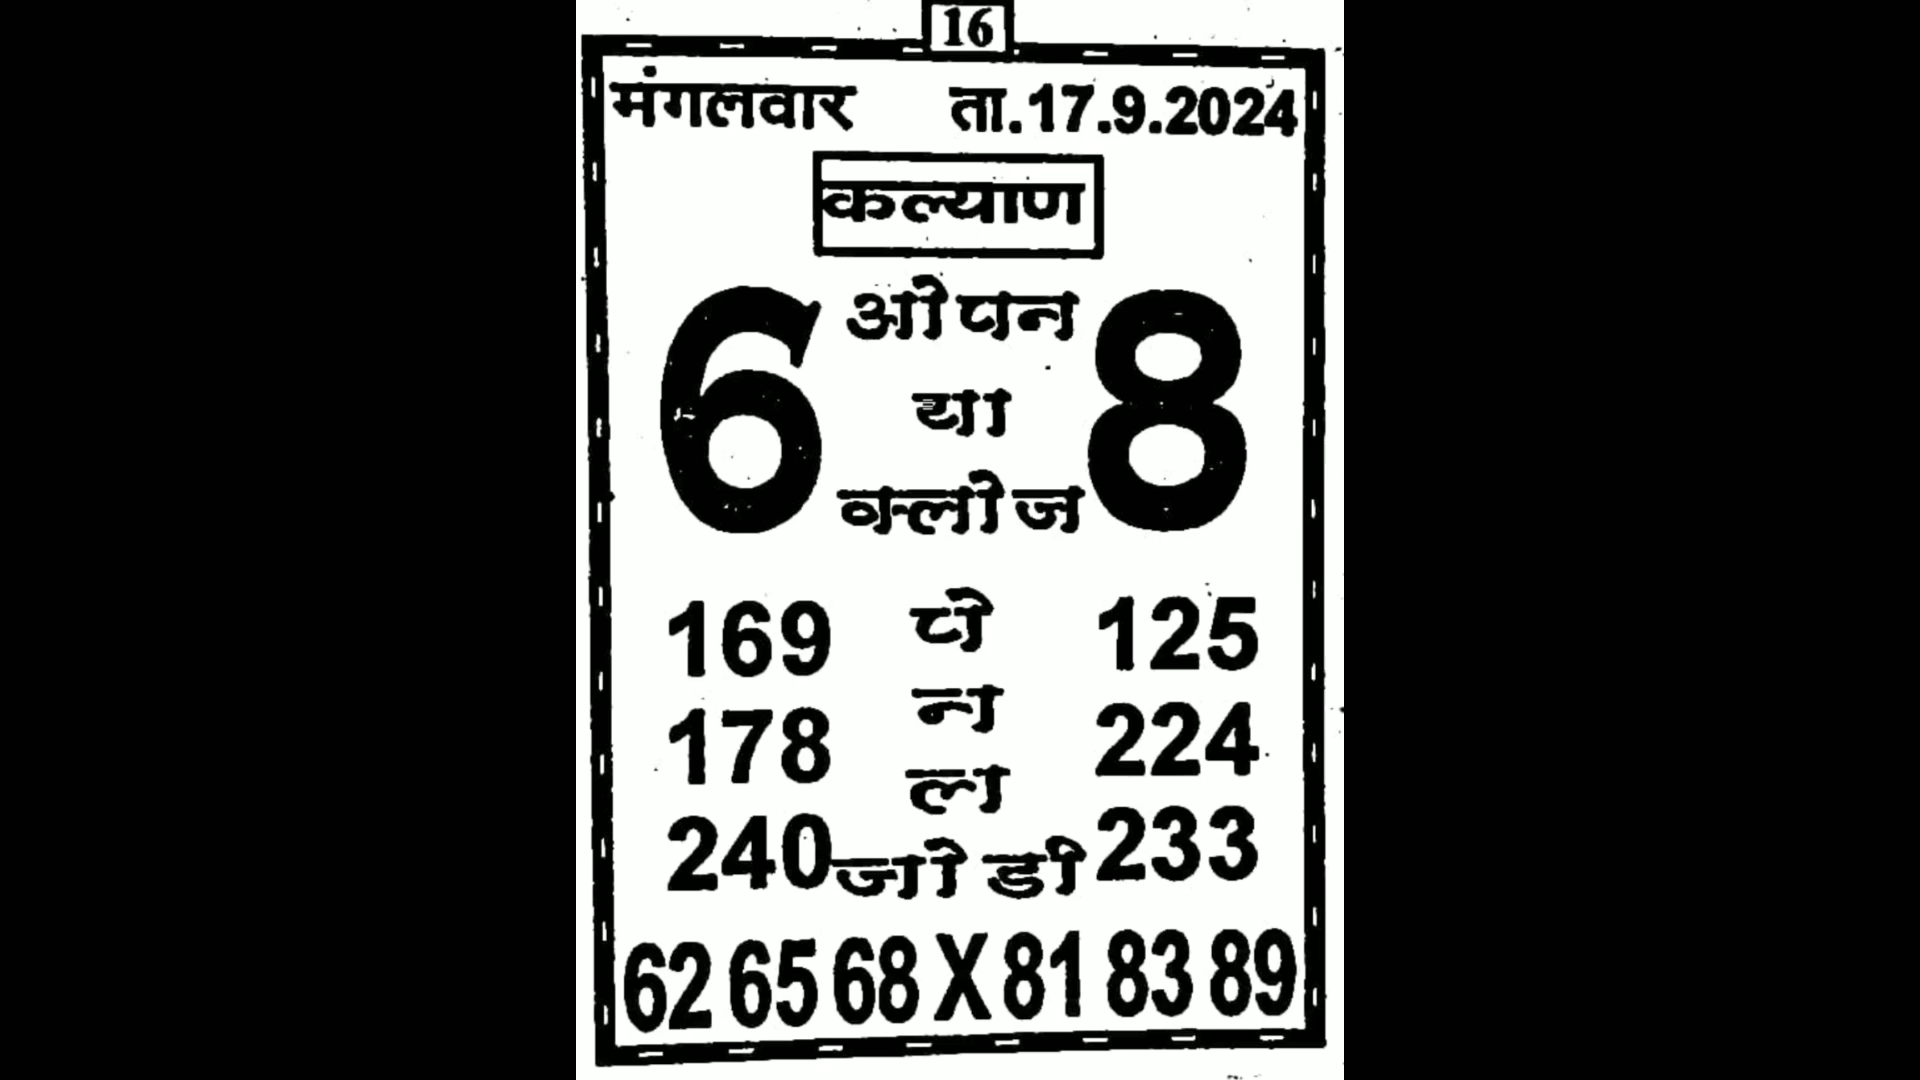 16
मंगलवार ता.17.9.2024
कल्याण
6 ओपन 8
या
क्लोज
169 पे 125
न
178 224
ल
240 जोडी 233
62 65 68 X 81 83 89